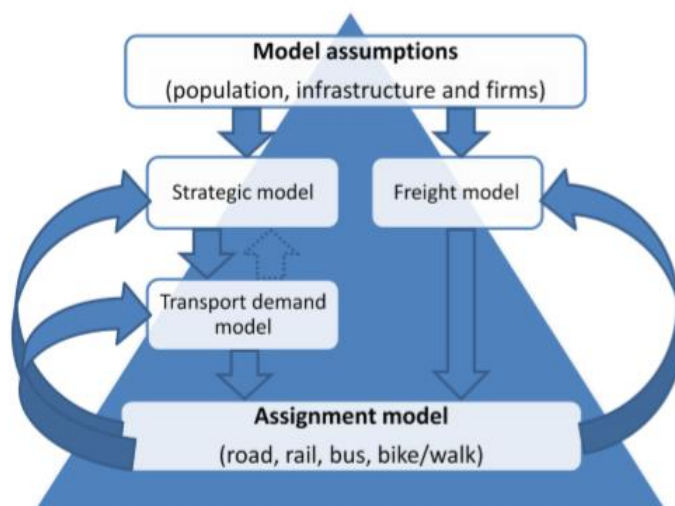 Model assumptions
(population, infrastructure and firms)
Strategic model
Freight model
Transport demand
model
Assignment model
(road, rail, bus, bike/walk)